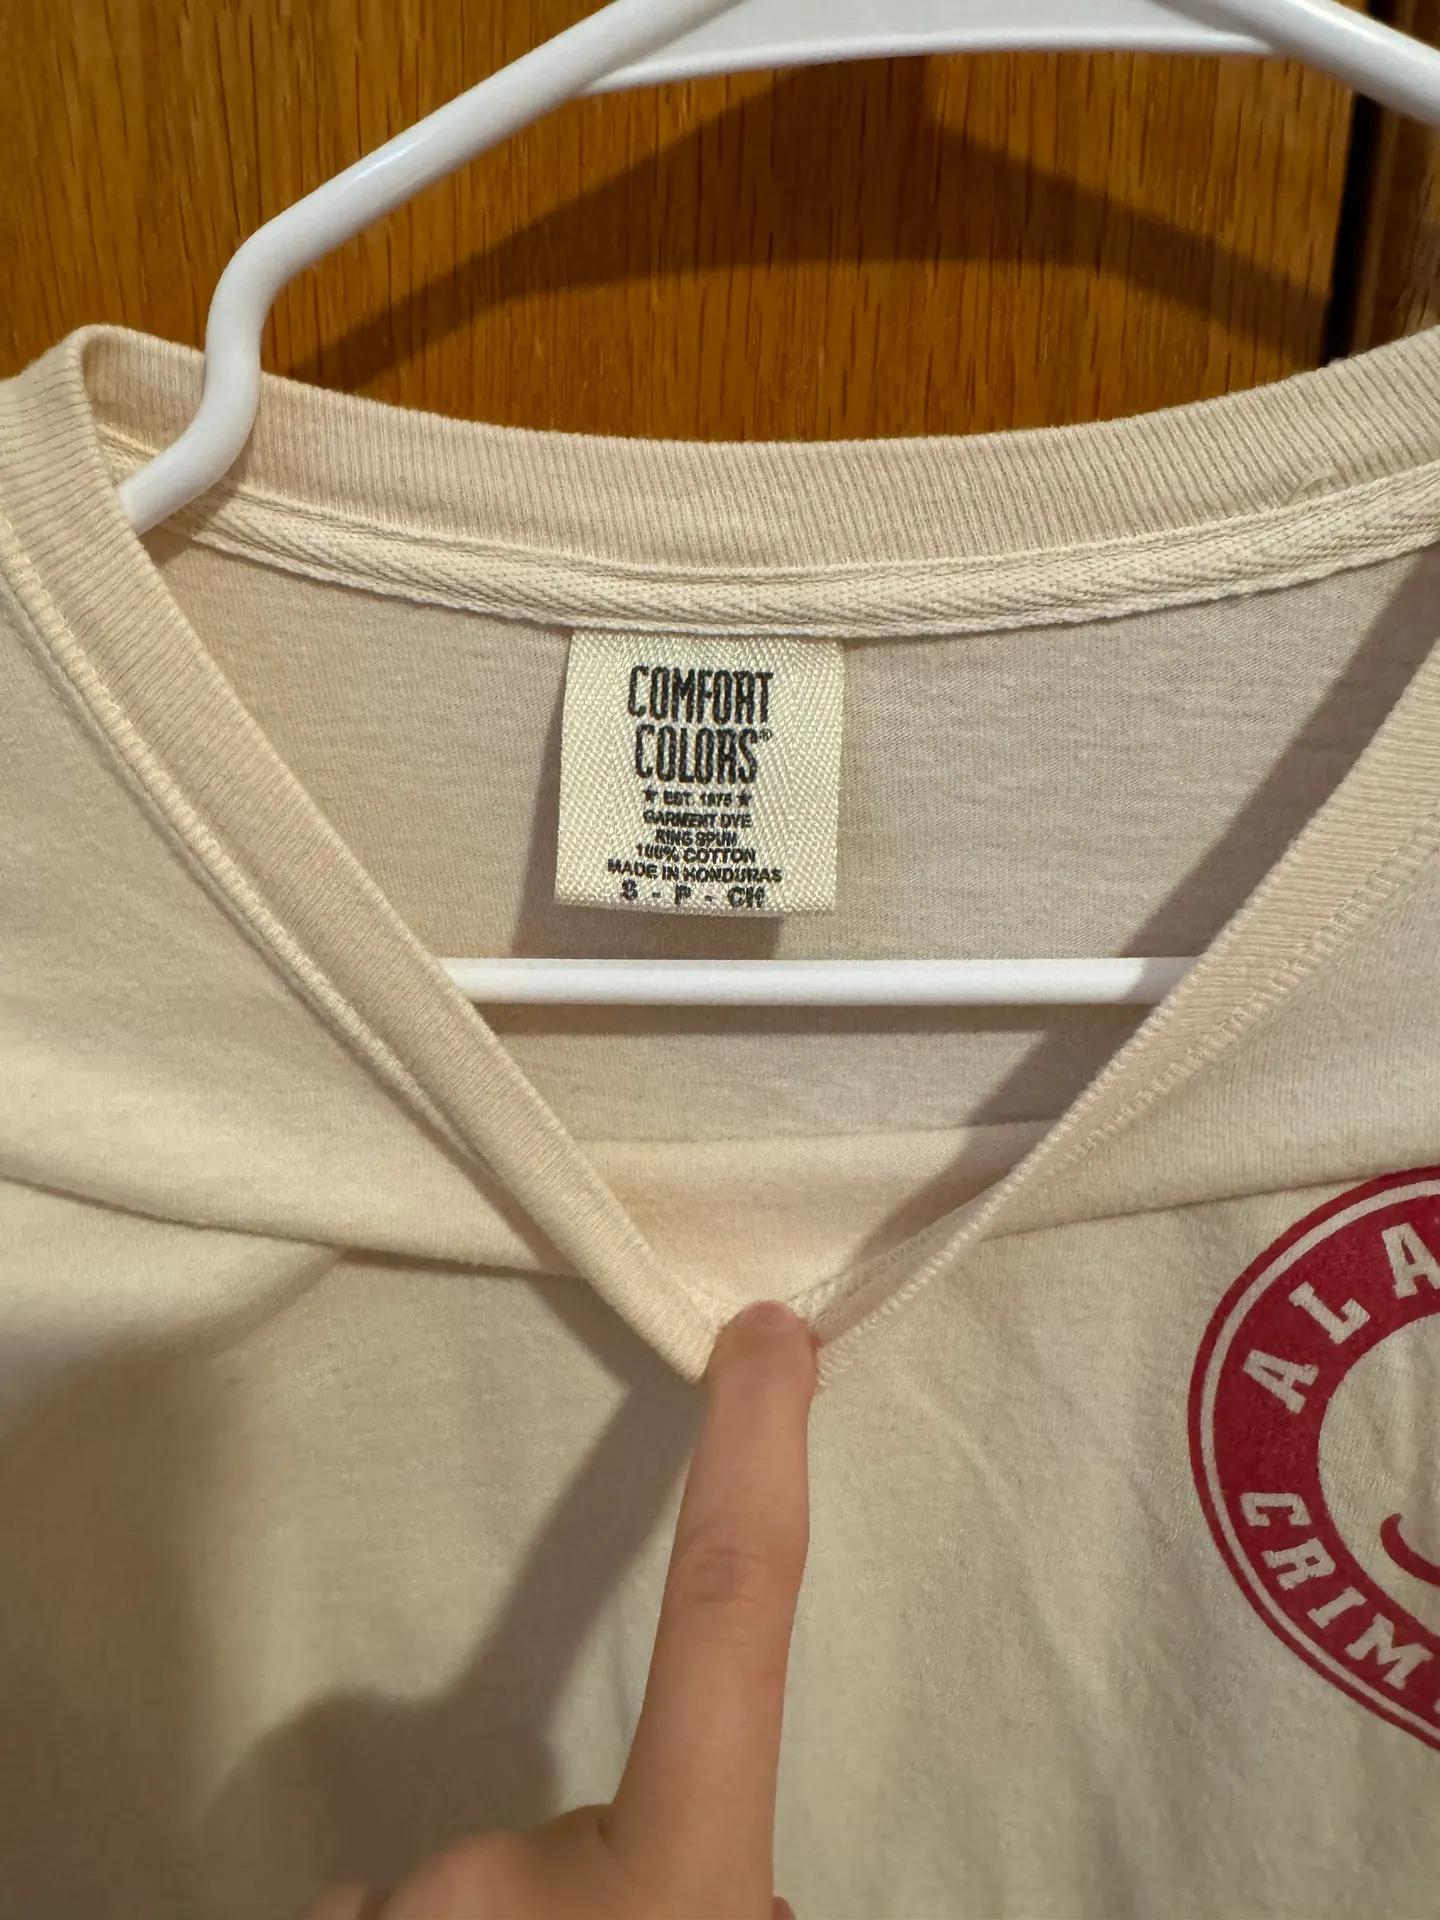 COMFORT
COLORS®
★ EST. 1975 ★
GARMENT DYE
RING SPUN
100% COTTON
MADE IN HONDURAS
S - P - CH
ALA
CRIM